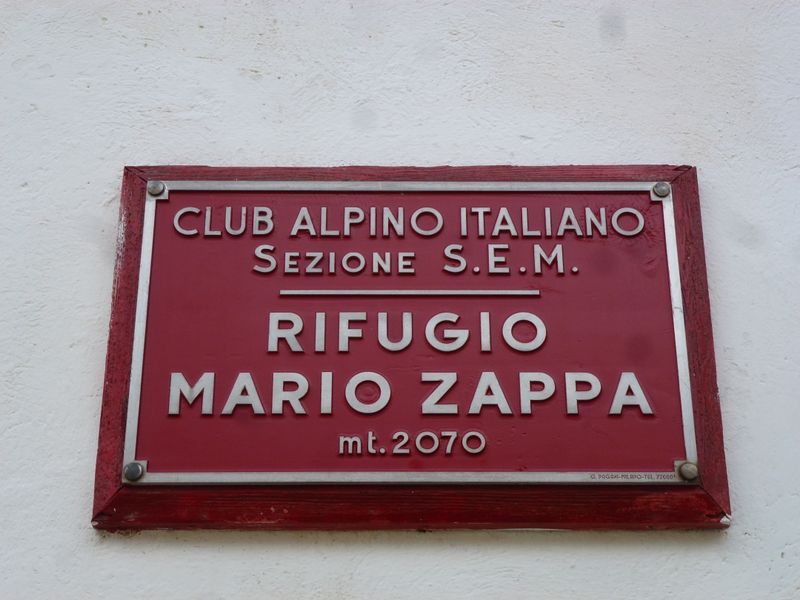 CLUB ALPINO ITALIANO
SEZIONE S.E.M.
RIFUGIO
MARIO ZAPPA
mt. 2070